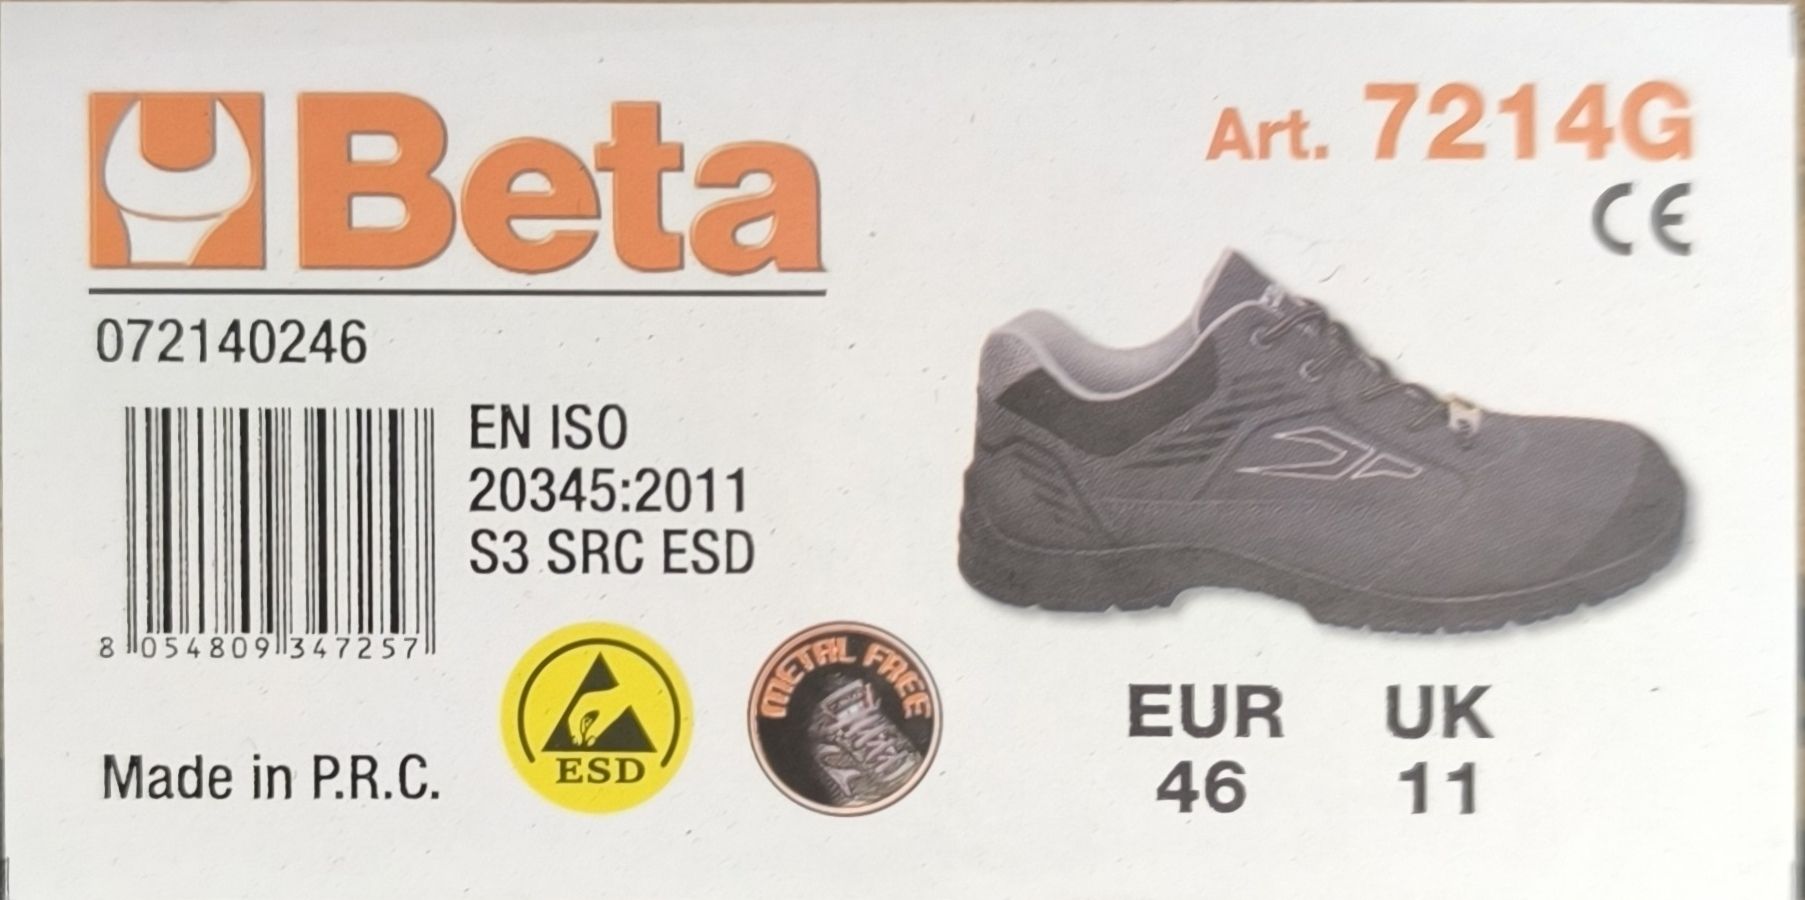 Beta
Art. 7214G
CE
072140246
EN ISO
20345:2011
S3 SRC ESD
8 054809 347257
METAL FREE
ESD
Made in P.R.C.
EUR UK
46 11